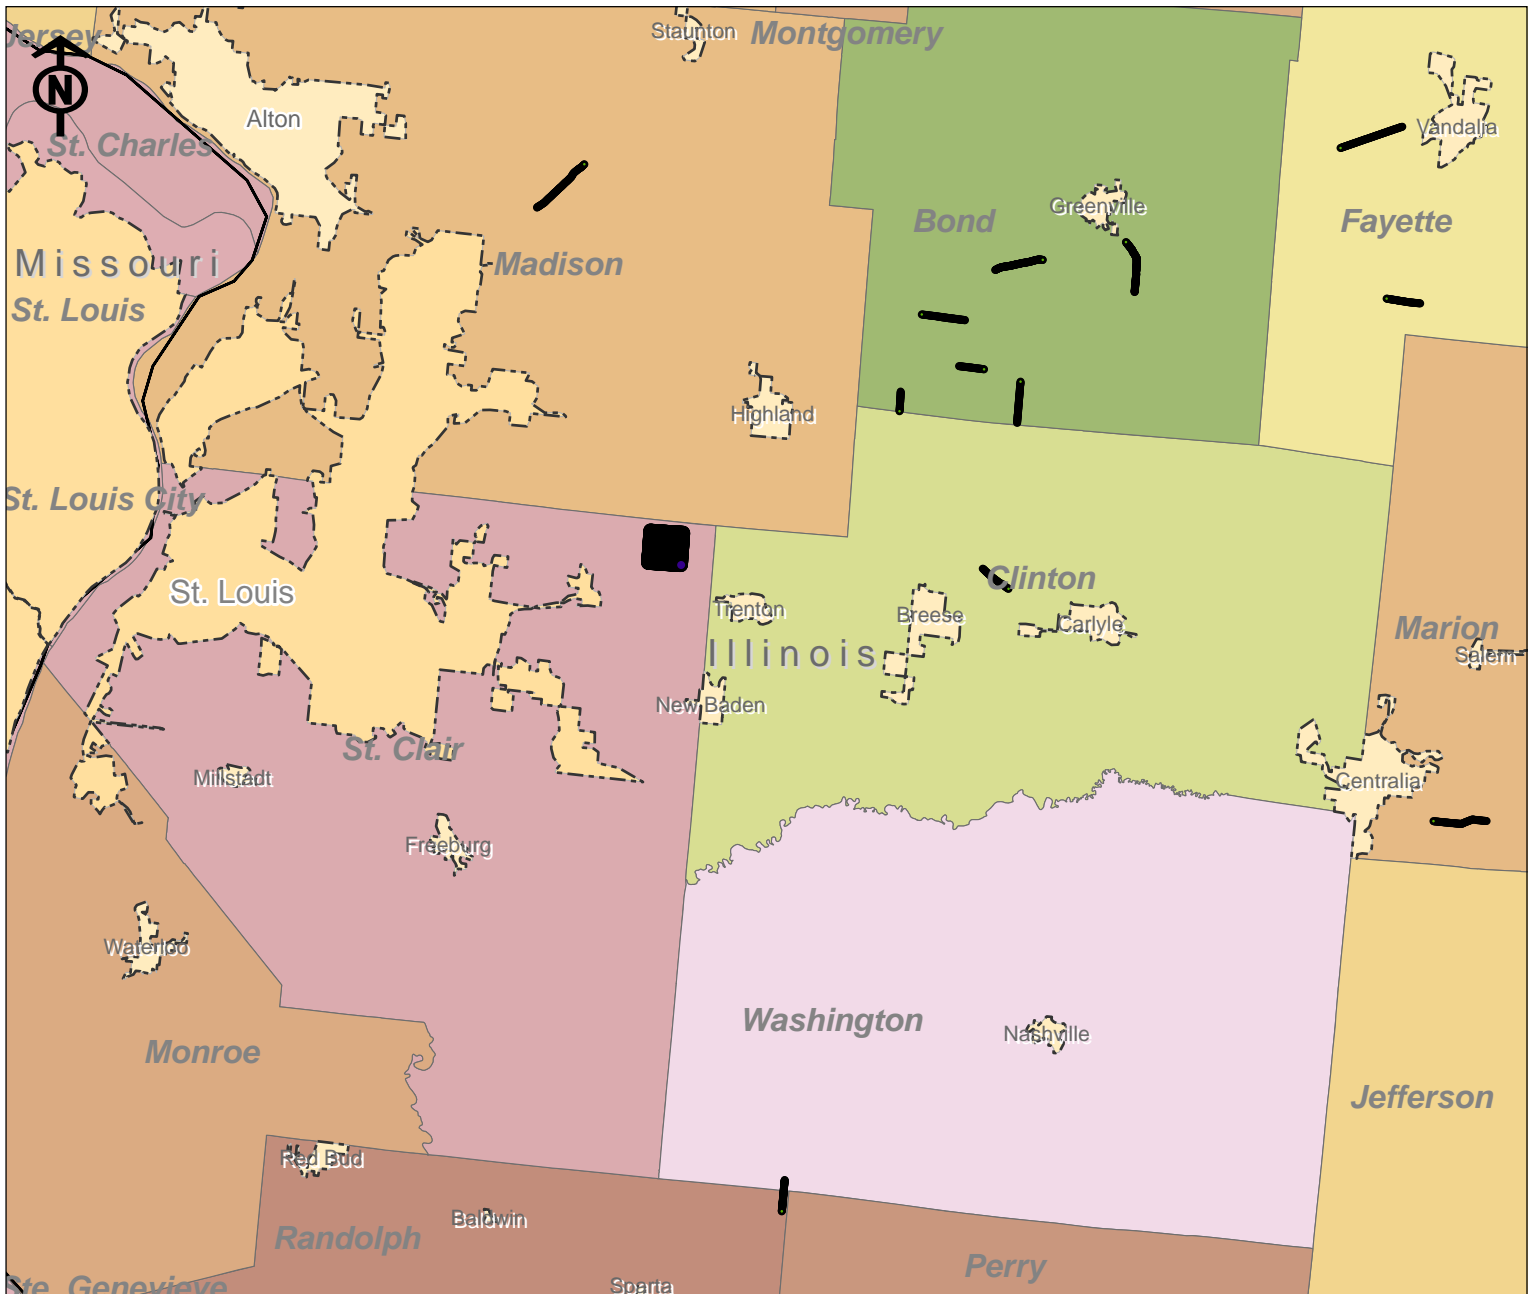 Jersey
Staunton
Montgomery
N
Alton
St. Charles
Vandalia
Greenville
Bond
Fayette
Missouri
Madison
St. Louis
Highland
St. Louis City
St. Louis
Clinton
Trenton
Breese
Carlyle
Marion
Illinois
Salem
New Baden
St. Clair
Millstadt
Centralia
Freeburg
Waterloo
Washington
Nashville
Monroe
Jefferson
Red Bud
Baldwin
Randolph
Perry
Ste. Genevieve
Sparta